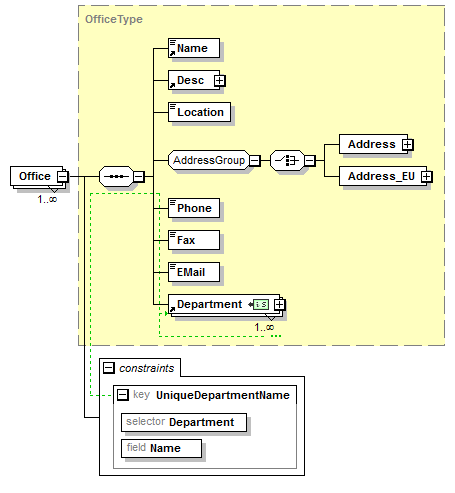 OfficeType
Name
Desc
Location
AddressGroup
Address
Address_EU
Office
1..∞
Phone
Fax
EMail
Department is
1..∞
constraints
key UniqueDepartmentName
selector Department
field Name